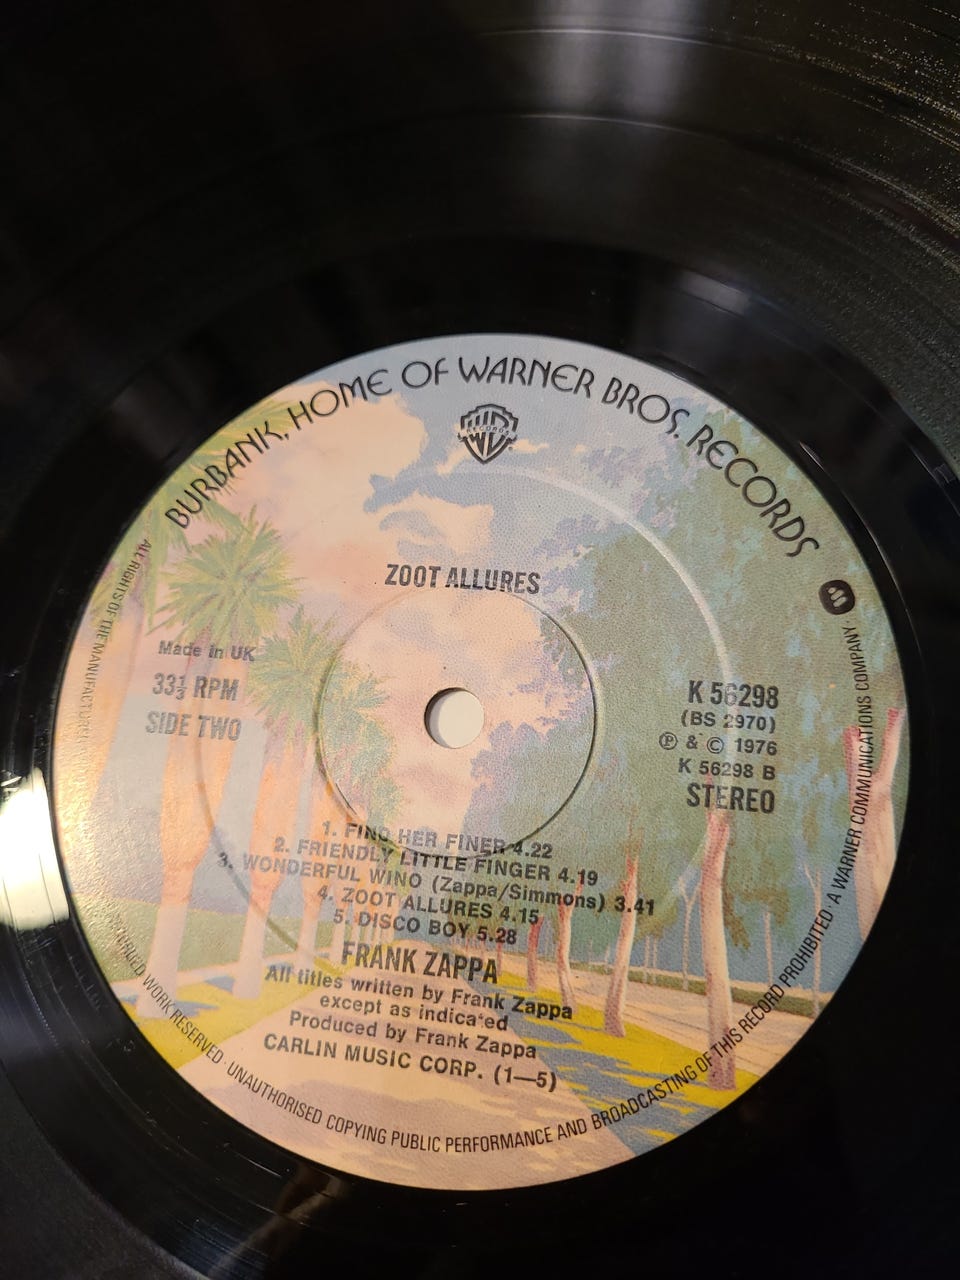 BURBANK, HOME OF WARNER BROS. RECORDS
W RECORDS
ZOOT ALLURES
Made in UK
33⅓ RPM
SIDE TWO
K 56298
(BS 2970)
℗ & © 1976
K 56298 B
STEREO
1. FIND HER FINER 4.22
2. FRIENDLY LITTLE FINGER 4.19
3. WONDERFUL WINO (Zappa/Simmons) 3.41
4. ZOOT ALLURES 4.15
5. DISCO BOY 5.28
FRANK ZAPPA
All titles written by Frank Zappa
except as indicated
Produced by Frank Zappa
CARLIN MUSIC CORP. (1—5)
ALL RIGHTS OF THE MANUFACTURER WORK RESERVED · UNAUTHORISED COPYING PUBLIC PERFORMANCE AND BROADCASTING OF THIS RECORD PROHIBITED · A WARNER COMMUNICATIONS COMPANY ·